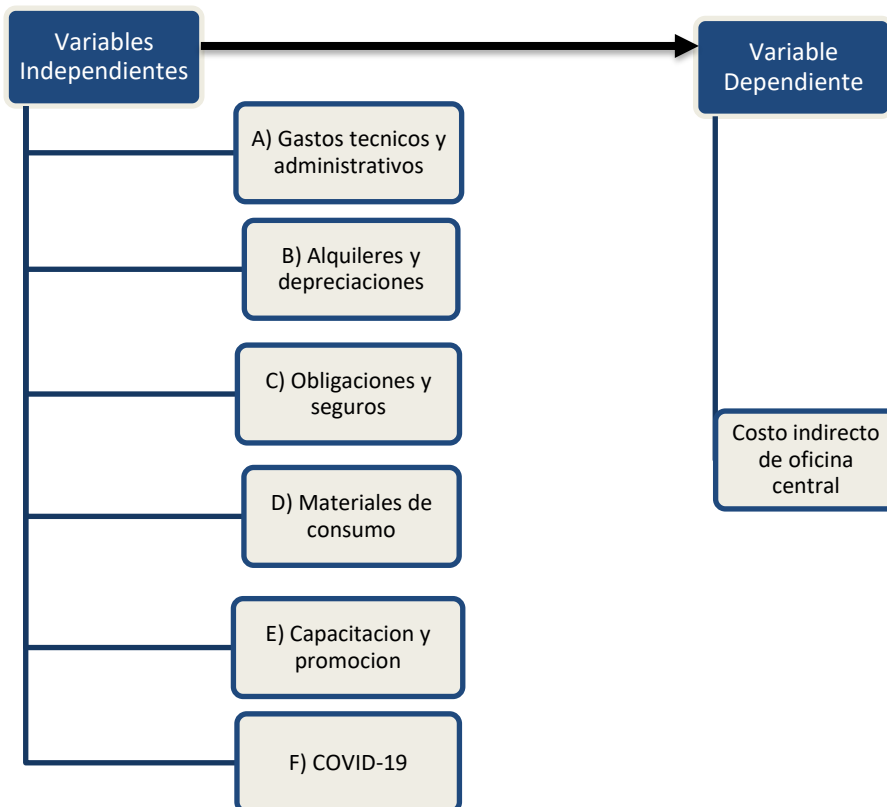 Variables
Independientes
Variable
Dependiente
A) Gastos tecnicos y
administrativos
B) Alquileres y
depreciaciones
C) Obligaciones y
seguros
D) Materiales de
consumo
E) Capacitacion y
promocion
F) COVID-19
Costo indirecto
de oficina
central